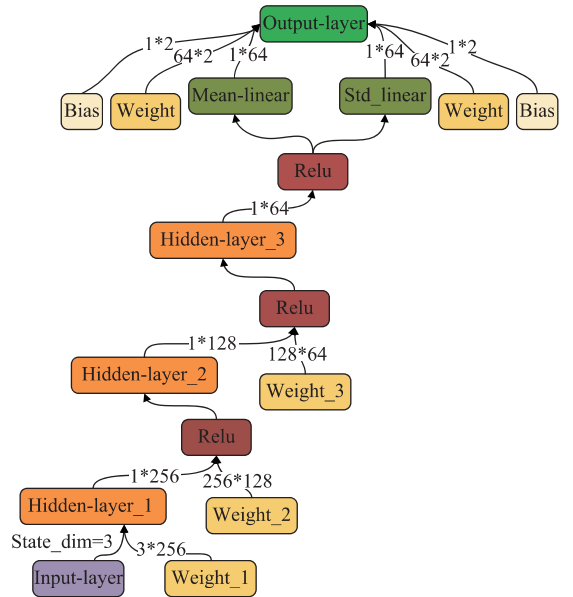 Output-layer
1*2
64*2
1*64
1*64
64*2
1*2
Bias
Weight
Mean-linear
Std_linear
Weight
Bias
Relu
1*64
Hidden-layer_3
Relu
1*128
128*64
Hidden-layer_2
Weight_3
Relu
1*256
256*128
Hidden-layer_1
Weight_2
State_dim=3
3*256
Input-layer
Weight_1